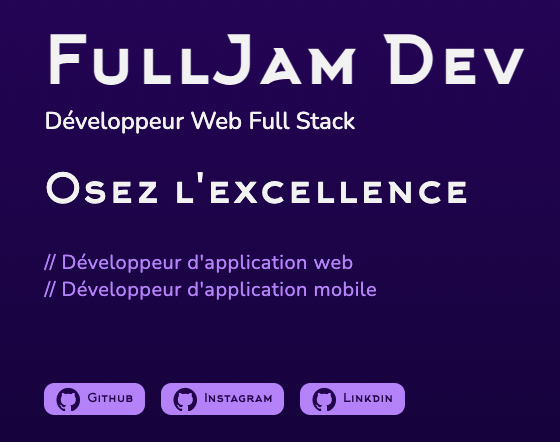 FullJam Dev
Développeur Web Full Stack
Osez l'excellence
// Développeur d'application web
// Développeur d'application mobile
Github Instagram Linkdin